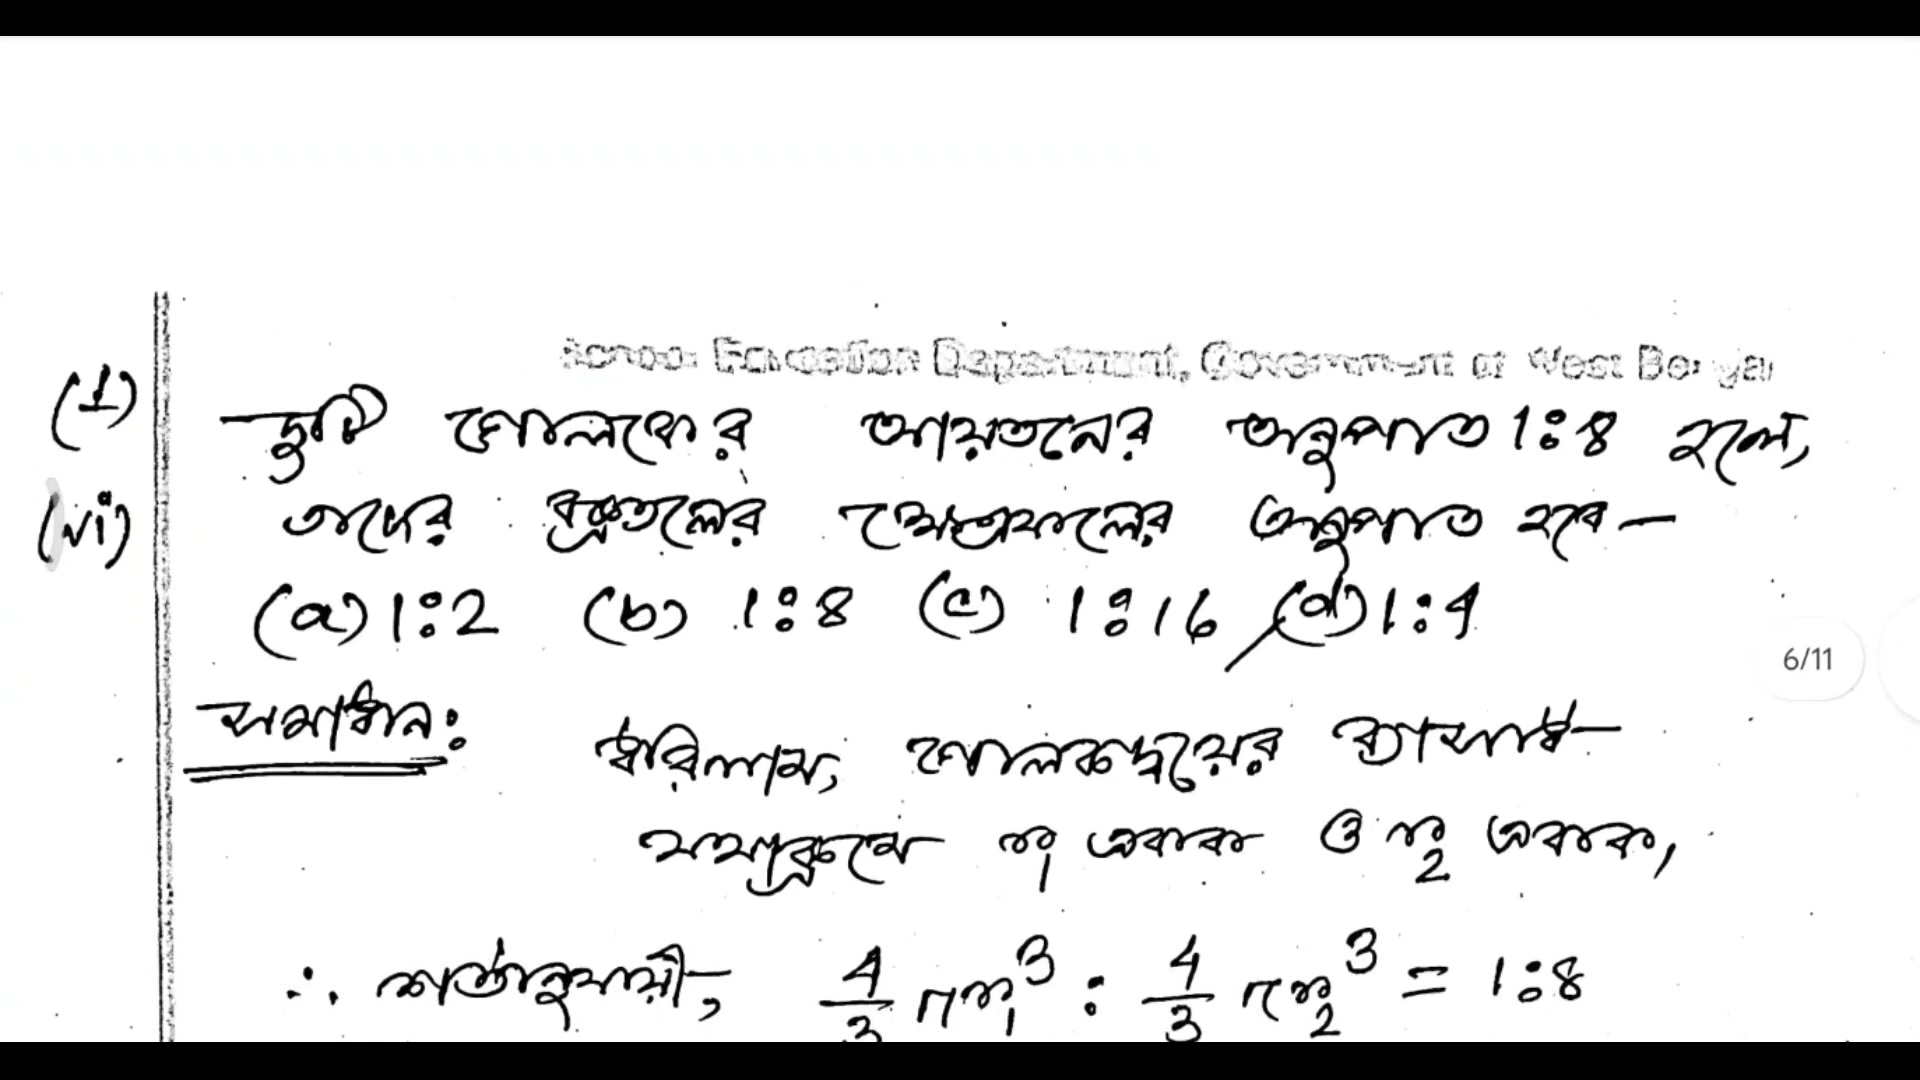 School Education Department, Government of West Bengal
(1) দুটি গোলকের আয়তনের অনুপাত 1:8 হলে,
(vi) তাদের বক্রতলের ক্ষেত্রফলের অনুপাত হবে—
(a) 1:2 (b) 1:8 (c) 1:16 (d) 1:4
সমাধান: ধরিলাম, গোলকদ্বয়ের ব্যাসার্ধ
যথাক্রমে r₁ একক ও r₂ একক,
∴ শর্তানুযায়ী, 4/3 πr₁³ : 4/3 πr₂³ = 1:8
6/11